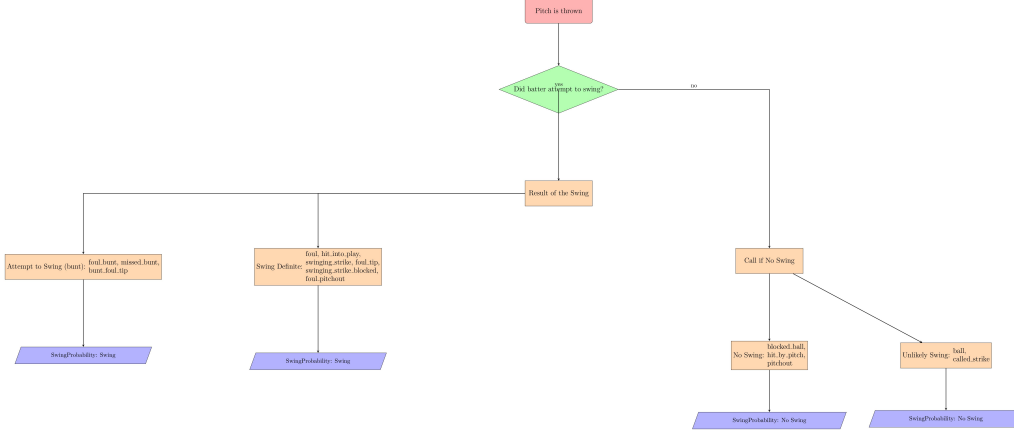 Pitch is thrown
Did batter attempt to swing?
yes
no
Result of the Swing
Attempt to Swing (bunt): foul_bunt, missed_bunt,
bunt_foul_tip
Swing Definite:
foul, hit_into_play,
swinging_strike, foul_tip,
swinging_strike_blocked,
foul_pitchout
Call if No Swing
SwingProbability: Swing
SwingProbability: Swing
No Swing:
blocked_ball,
hit_by_pitch,
pitchout
Unlikely Swing:
ball,
called_strike
SwingProbability: No Swing
SwingProbability: No Swing